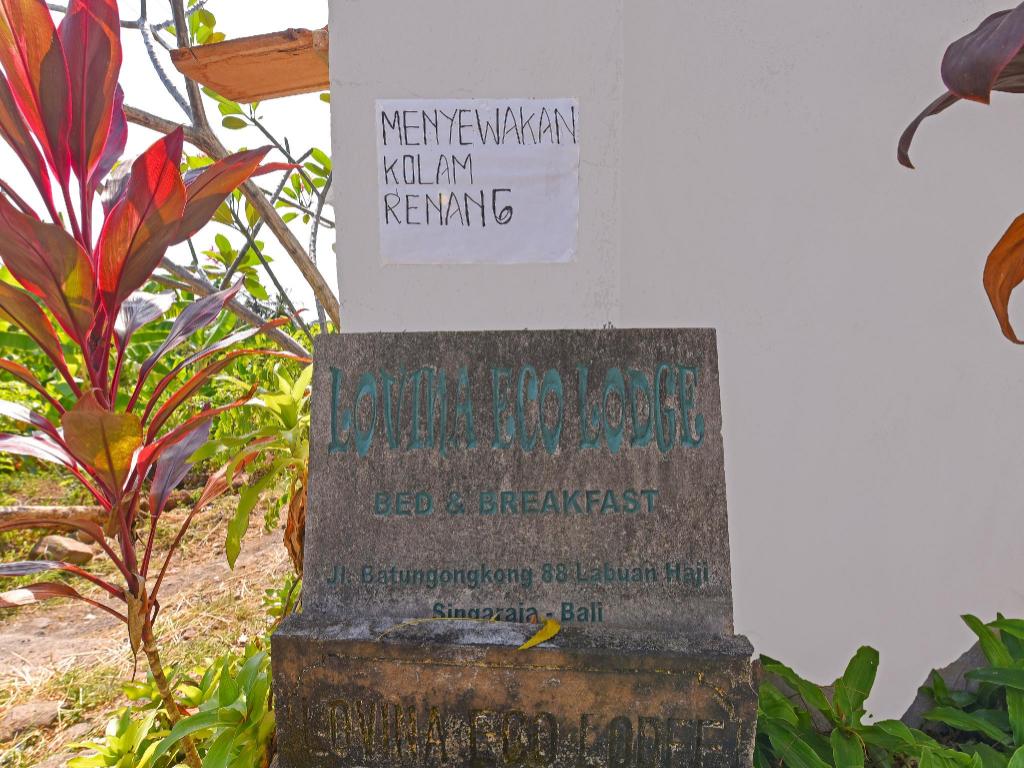 MENYEWAKAN
KOLAM
RENANG
LOVINA ECO LODGE
BED & BREAKFAST
Jl. Batungongkong 88 Labuan Haji
Singaraja - Bali
LOVINA ECO LODGE